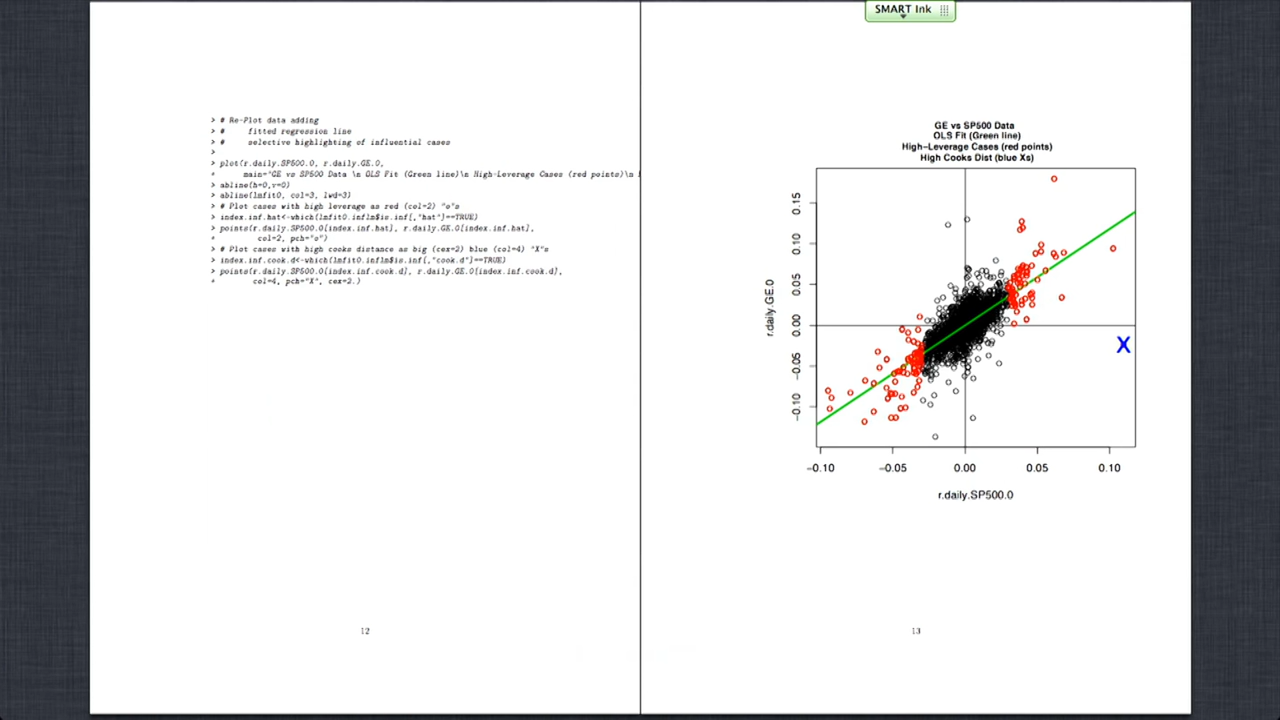 SMART Ink
> # Re-Plot data adding
> #     fitted regression line
> #     selective highlighting of influential cases
>
> plot(r.daily.SP500.0, r.daily.GE.0,
+     main="GE vs SP500 Data \n OLS Fit (Green line)\n High-Leverage Cases (red points)\n
> abline(h=0,v=0)
> abline(lmfit0, col=3, lwd=3)
> # Plot cases with high leverage as red (col=2) "o"s
> index.inf.hat<-which(lmfit0.inflm$is.inf[,"hat"]==TRUE)
> points(r.daily.SP500.0[index.inf.hat], r.daily.GE.0[index.inf.hat],
+        col=2, pch="o")
> # Plot cases with high cooks distance as big (cex=2) blue (col=4) "X"s
> index.inf.cook.d<-which(lmfit0.inflm$is.inf[,"cook.d"]==TRUE)
> points(r.daily.SP500.0[index.inf.cook.d], r.daily.GE.0[index.inf.cook.d],
+       col=4, pch="X", cex=2.)
12
GE vs SP500 Data
OLS Fit (Green line)
High-Leverage Cases (red points)
High Cooks Dist (blue Xs)
r.daily.GE.0
0.15
0.10
0.05
0.00
-0.05
-0.10
X
-0.10 -0.05 0.00 0.05 0.10
r.daily.SP500.0
13